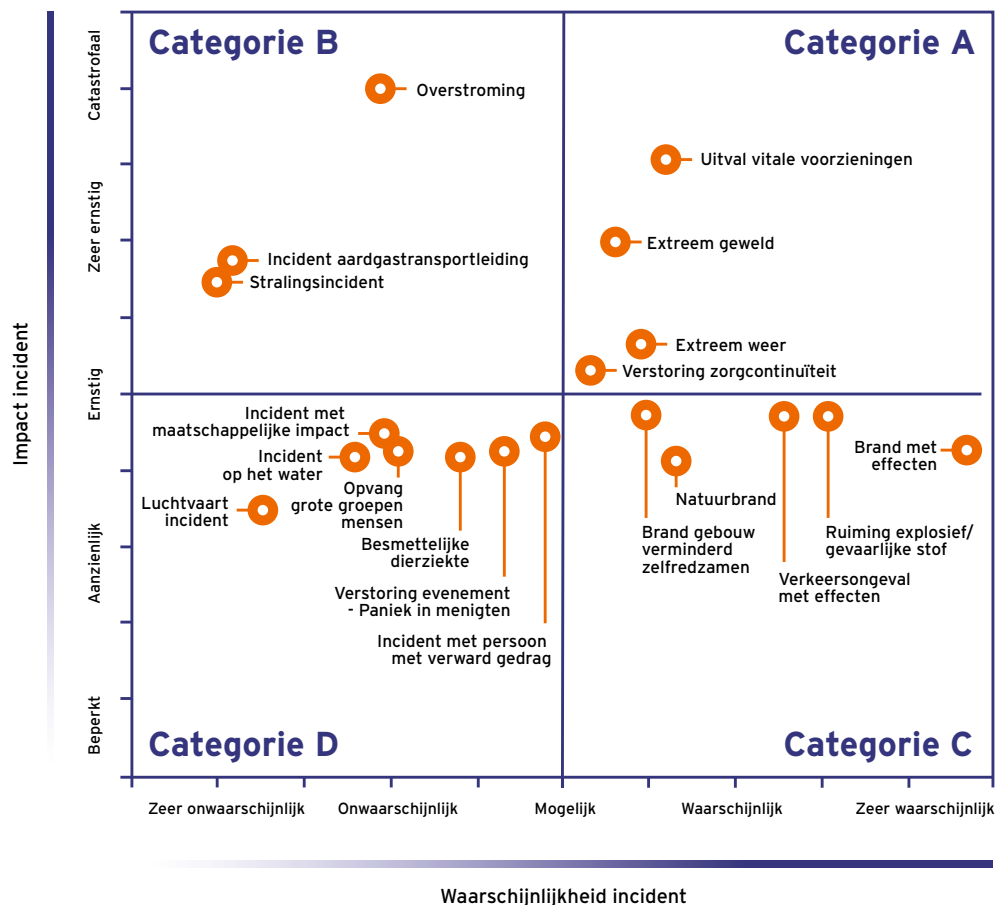 Categorie B
Categorie A
Catastrofaal
Overstroming
Uitval vitale voorzieningen
Zeer ernstig
Extreem geweld
Incident aardgastransportleiding
Stralingsincident
Extreem weer
Verstoring zorgcontinuïteit
Impact incident
Ernstig
Incident met
maatschappelijke impact
Incident
op het water
Opvang
grote groepen
mensen
Luchtvaart
incident
Besmettelijke
dierziekte
Verstoring evenement
- Paniek in menigten
Incident met persoon
met verward gedrag
Brand met
effecten
Natuurbrand
Brand gebouw
verminderd
zelfredzamen
Ruiming explosief/
gevaarlijke stof
Verkeersongeval
met effecten
Aanzienlijk
Beperkt
Categorie D
Categorie C
Zeer onwaarschijnlijk
Onwaarschijnlijk
Mogelijk
Waarschijnlijk
Zeer waarschijnlijk
Waarschijnlijkheid incident